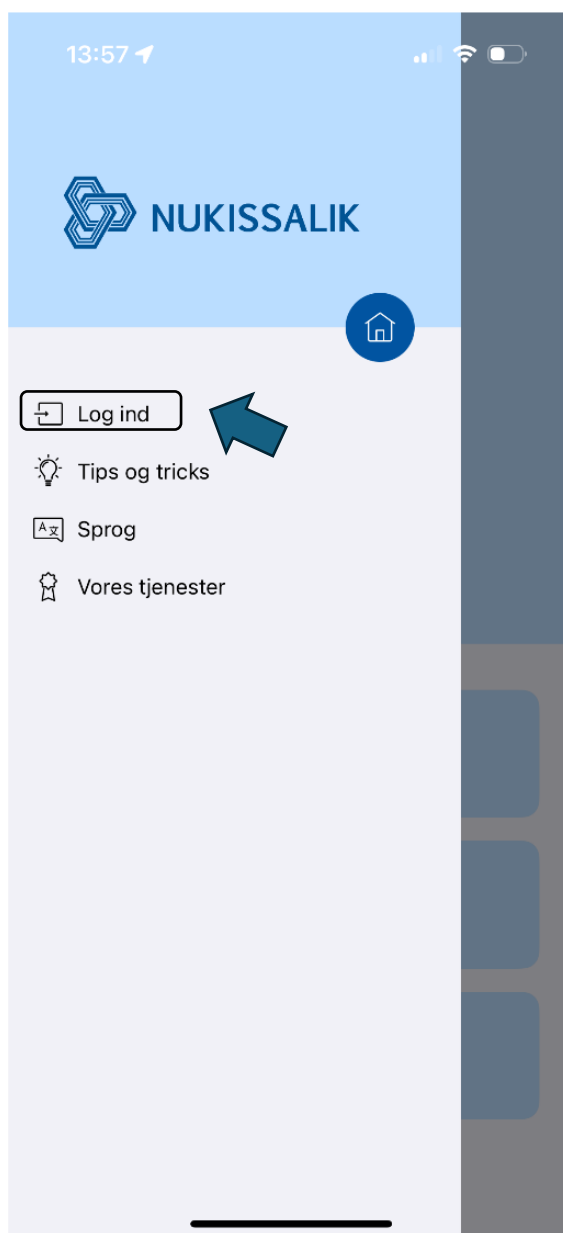 13:57
NUKISSALIK
Log ind
Tips og tricks
Sprog
Vores tjenester